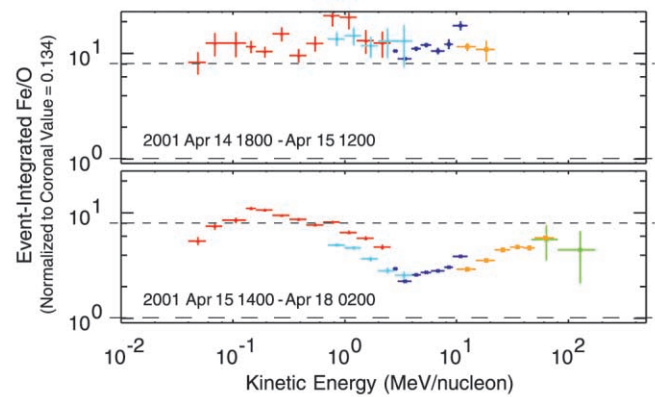 Event-Integrated Fe/O
(Normalized to Coronal Value = 0.134)
10¹
10⁰
2001 Apr 14 1800 - Apr 15 1200
10¹
10⁰
2001 Apr 15 1400 - Apr 18 0200
10⁻² 10⁻¹ 10⁰ 10¹ 10²
Kinetic Energy (MeV/nucleon)